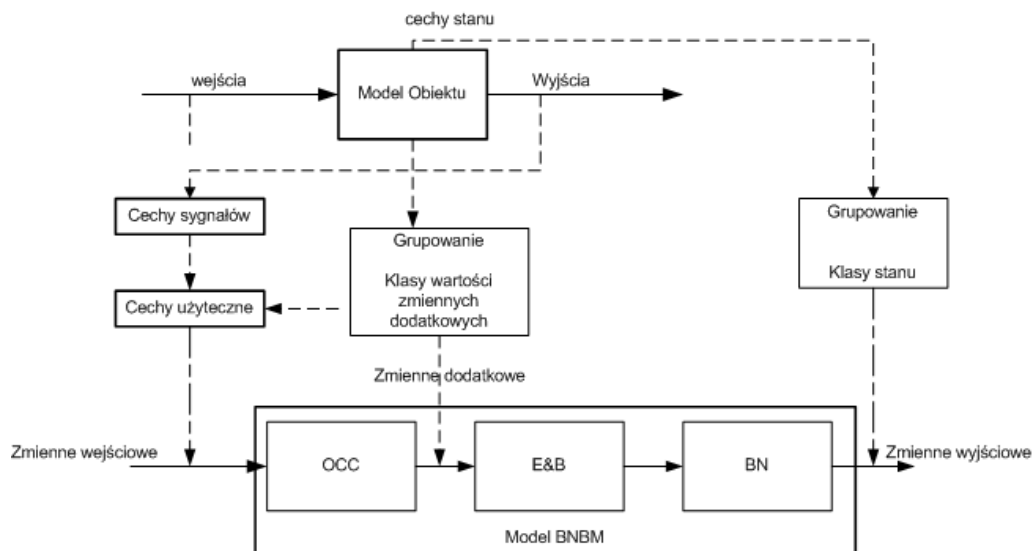 cechy stanu
wejścia
Model Obiektu
Wyjścia
Cechy sygnałów
Grupowanie
Klasy wartości
zmiennych
dodatkowych
Grupowanie
Klasy stanu
Cechy użyteczne
Zmienne dodatkowe
Zmienne wejściowe
OCC
E&B
BN
Zmienne wyjściowe
Model BNBM